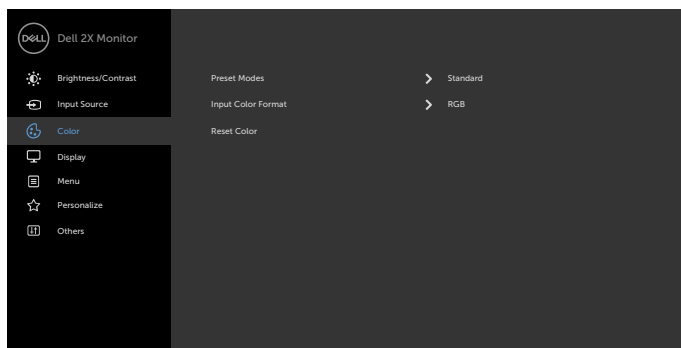 DELL Dell 2X Monitor
Brightness/Contrast Preset Modes Standard
Input Source Input Color Format RGB
Color Reset Color
Display
Menu
Personalize
Others